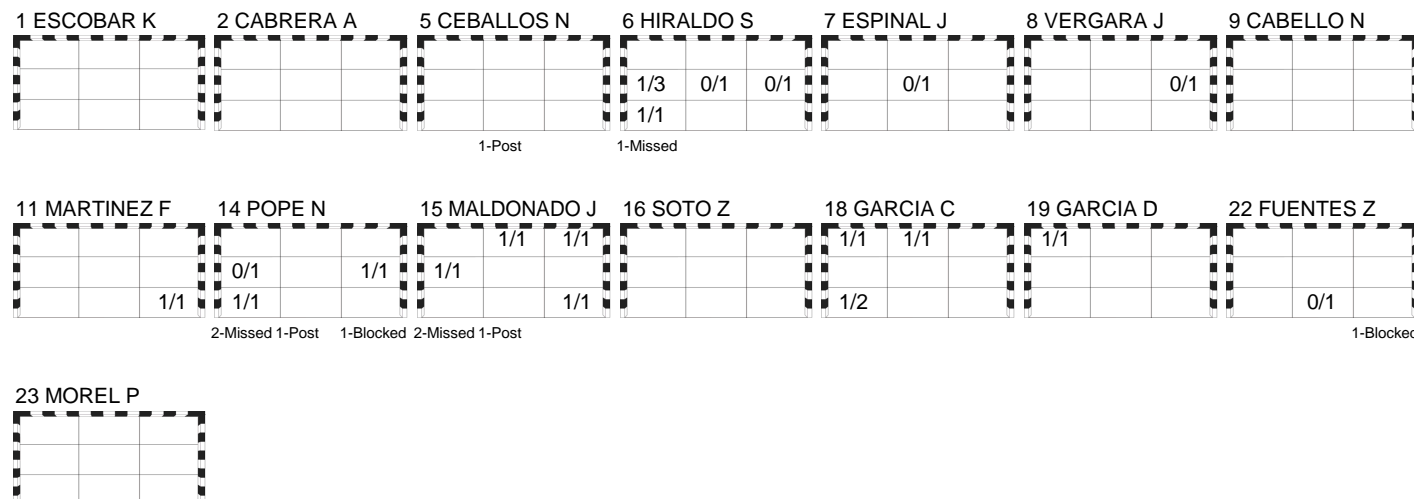 1 ESCOBAR K 2 CABRERA A 5 CEBALLOS N 6 HIRALDO S 7 ESPINAL J 8 VERGARA J 9 CABELLO N
1/3 0/1 0/1 0/1 0/1
1/1
1-Post 1-Missed
11 MARTINEZ F 14 POPE N 15 MALDONADO J 16 SOTO Z 18 GARCIA C 19 GARCIA D 22 FUENTES Z
1/1 1/1 1/1 1/1 1/1
0/1 1/1 1/1
1/1 1/1 1/1 1/2 0/1
2-Missed 1-Post 1-Blocked 2-Missed 1-Post 1-Blocked
23 MOREL P